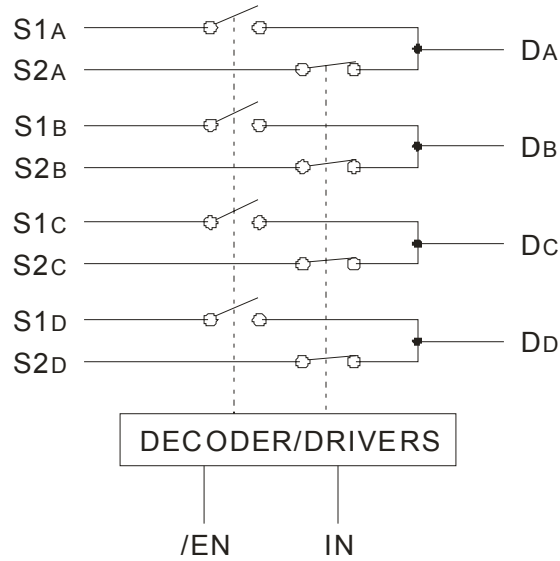 S1A
DA
S2A
S1B
DB
S2B
S1C
DC
S2C
S1D
DD
S2D
DECODER/DRIVERS
/EN IN